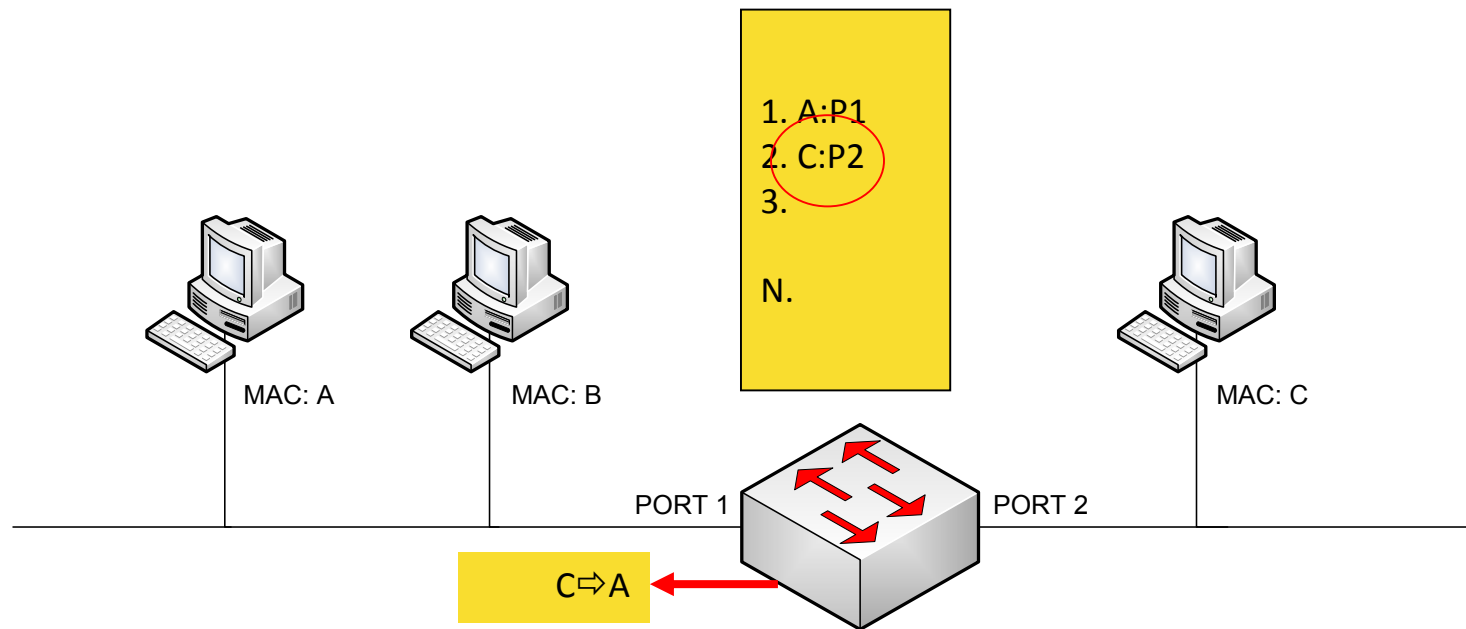 1. A:P1
2. C:P2
3.
N.
MAC: A
MAC: B
MAC: C
PORT 1
PORT 2
C⇨A